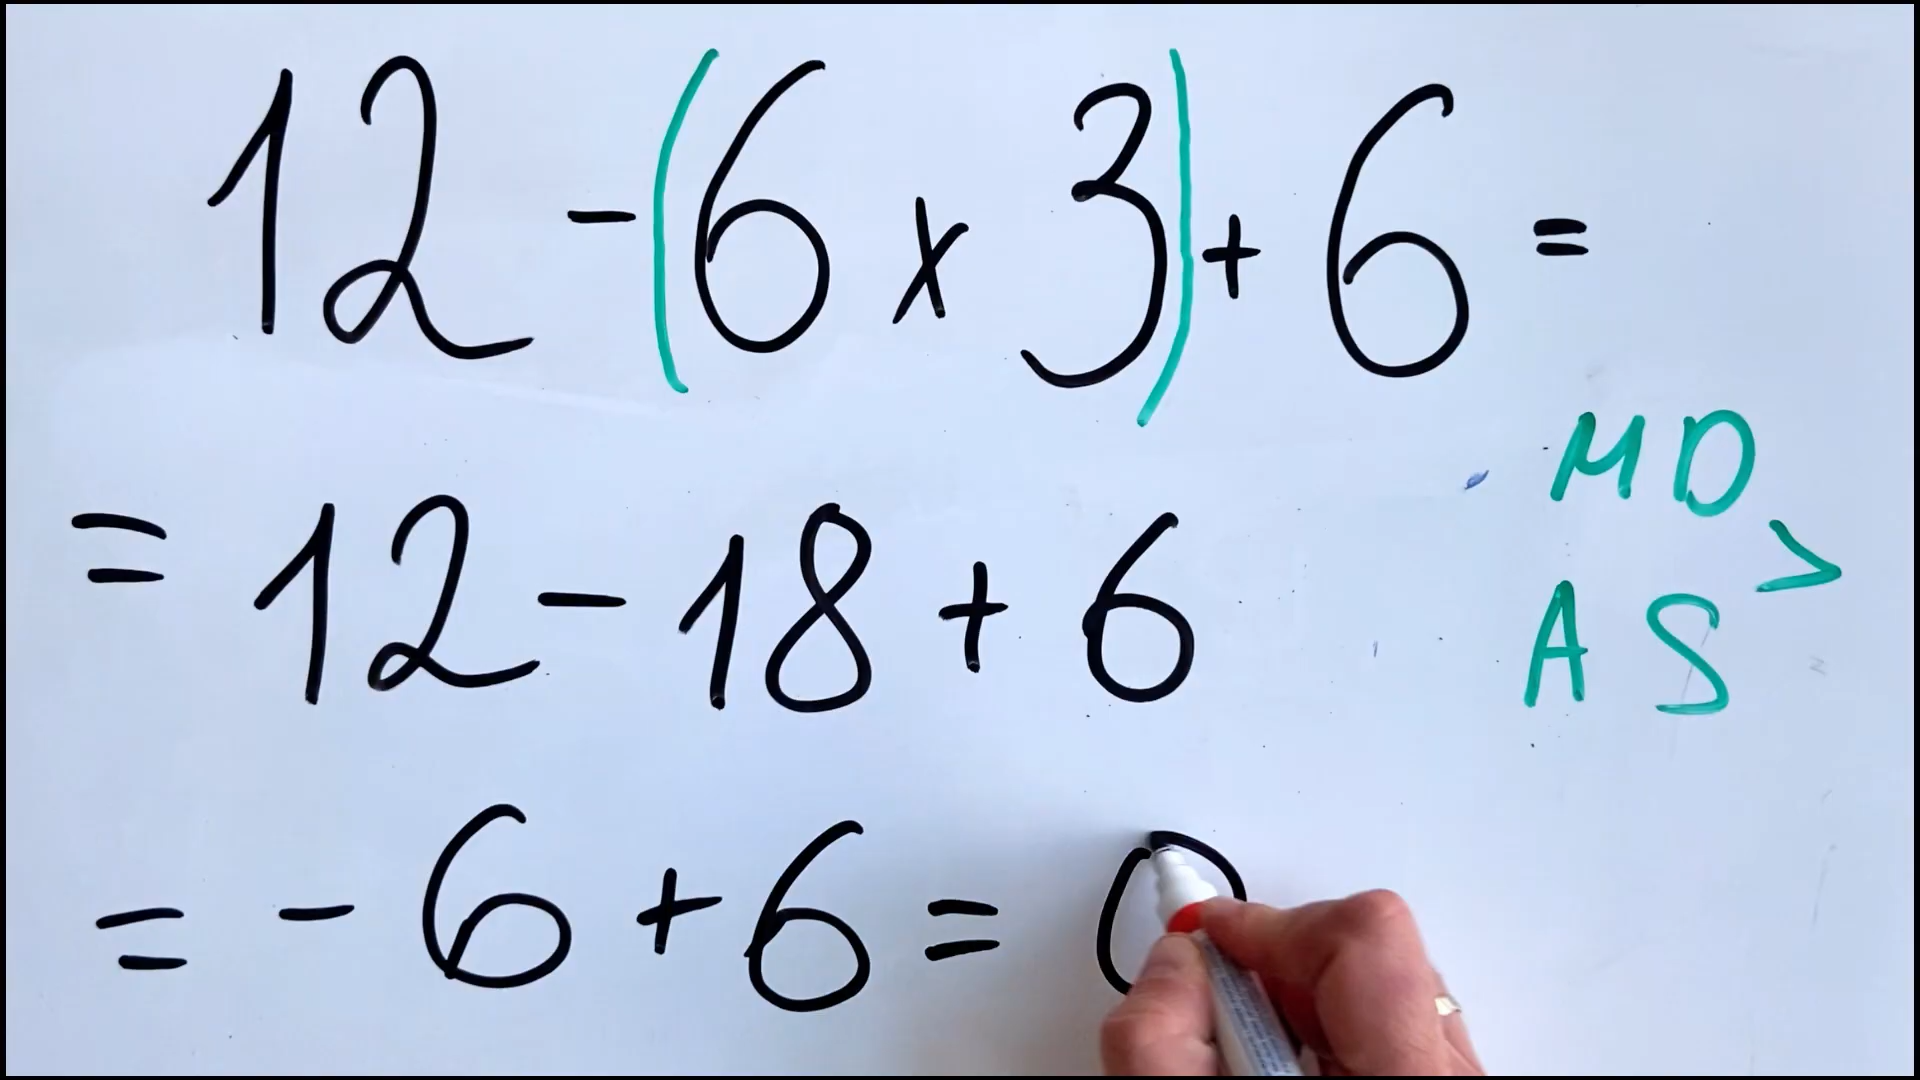 12 - (6 x 3) + 6 =
MD
= 12 - 18 + 6
AS >
= - 6 + 6 = 0